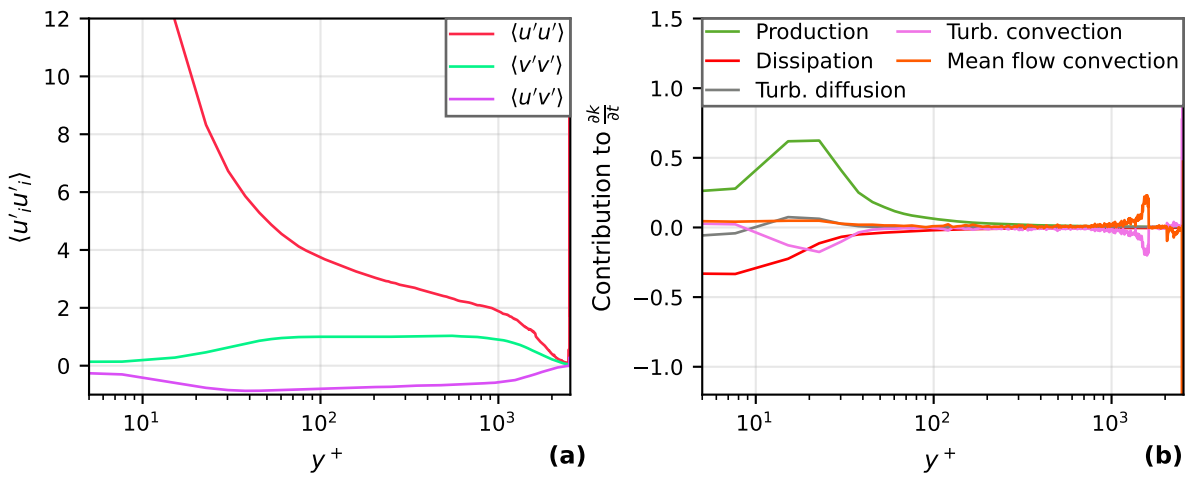 12
10
8
6
4
2
0
⟨u'ᵢu'ᵢ⟩
⟨u'u'⟩
⟨v'v'⟩
⟨u'v'⟩
10¹ 10² 10³
y⁺
(a)
1.5
1.0
0.5
0.0
−0.5
−1.0
Contribution to ∂k/∂t
Production
Dissipation
Turb. diffusion
Turb. convection
Mean flow convection
10¹ 10² 10³
y⁺
(b)